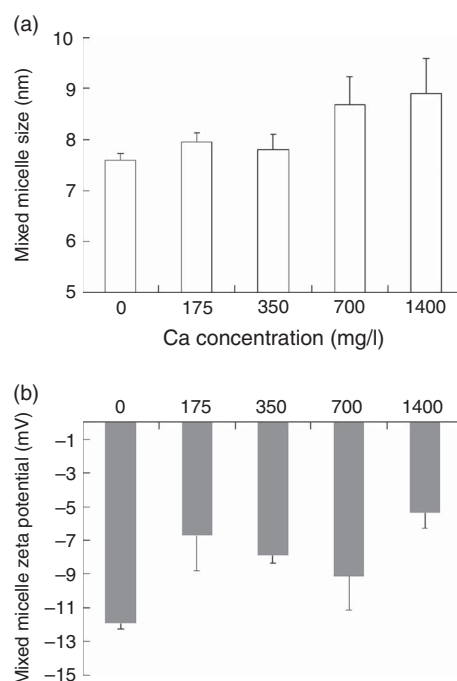 (a)
Mixed micelle size (nm)
10
9
8
7
6
5
0 175 350 700 1400
Ca concentration (mg/l)
(b)
Mixed micelle zeta potential (mV)
0 175 350 700 1400
–1
–3
–5
–7
–9
–11
–13
–15